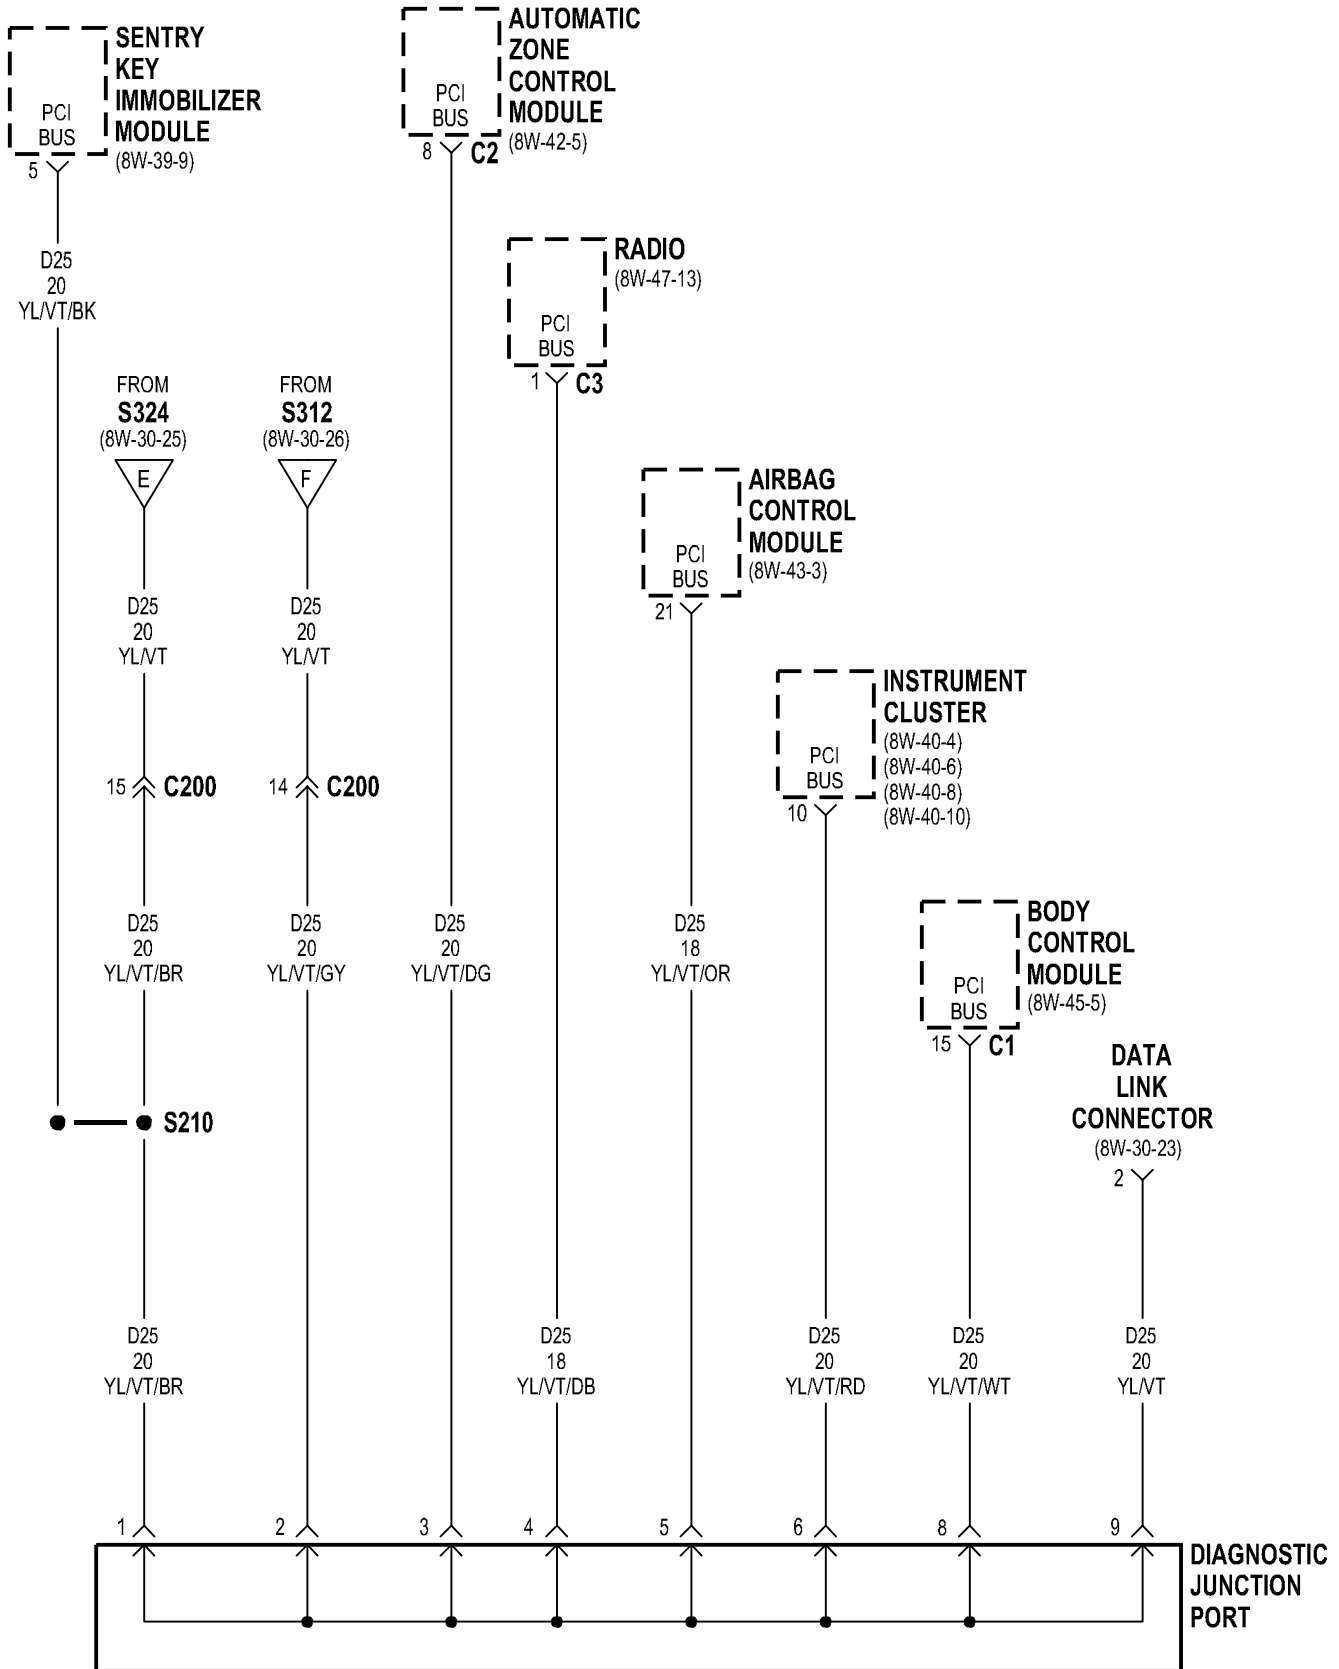 SENTRY
KEY
IMMOBILIZER
MODULE
(8W-39-9)
PCI
BUS
5
D25
20
YL/VT/BK
AUTOMATIC
ZONE
CONTROL
MODULE
(8W-42-5)
PCI
BUS
8
C2
RADIO
(8W-47-13)
PCI
BUS
1
C3
FROM
S324
(8W-30-25)
E
D25
20
YL/VT
15
C200
D25
20
YL/VT/BR
FROM
S312
(8W-30-26)
F
D25
20
YL/VT
14
C200
D25
20
YL/VT/GY
D25
20
YL/VT/DG
AIRBAG
CONTROL
MODULE
(8W-43-3)
PCI
BUS
21
D25
18
YL/VT/OR
INSTRUMENT
CLUSTER
(8W-40-4)
(8W-40-6)
(8W-40-8)
(8W-40-10)
PCI
BUS
10
BODY
CONTROL
MODULE
(8W-45-5)
PCI
BUS
15
C1
DATA
LINK
CONNECTOR
(8W-30-23)
2
S210
D25
20
YL/VT/BR
D25
18
YL/VT/DB
D25
20
YL/VT/RD
D25
20
YL/VT/WT
D25
20
YL/VT
1
2
3
4
5
6
8
9
DIAGNOSTIC
JUNCTION
PORT